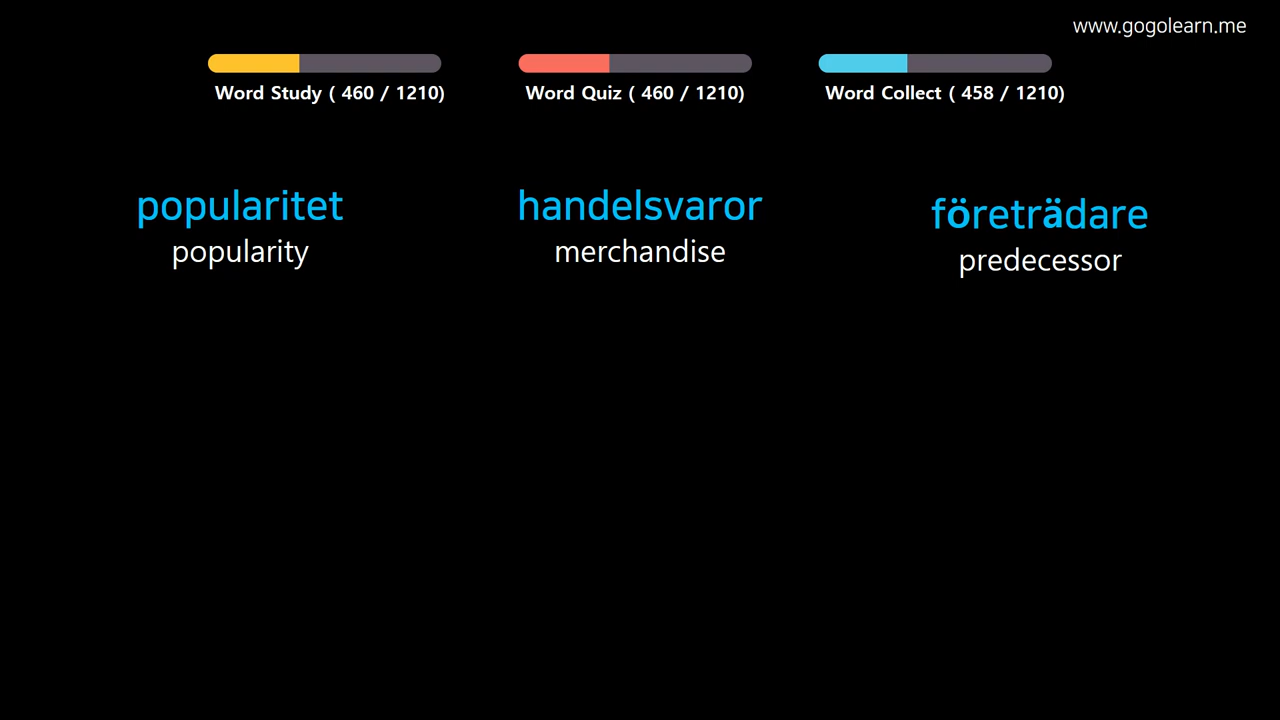 www.gogolearn.me
Word Study ( 460 / 1210)
Word Quiz ( 460 / 1210)
Word Collect ( 458 / 1210)
popularitet
popularity
handelsvaror
merchandise
företrädare
predecessor